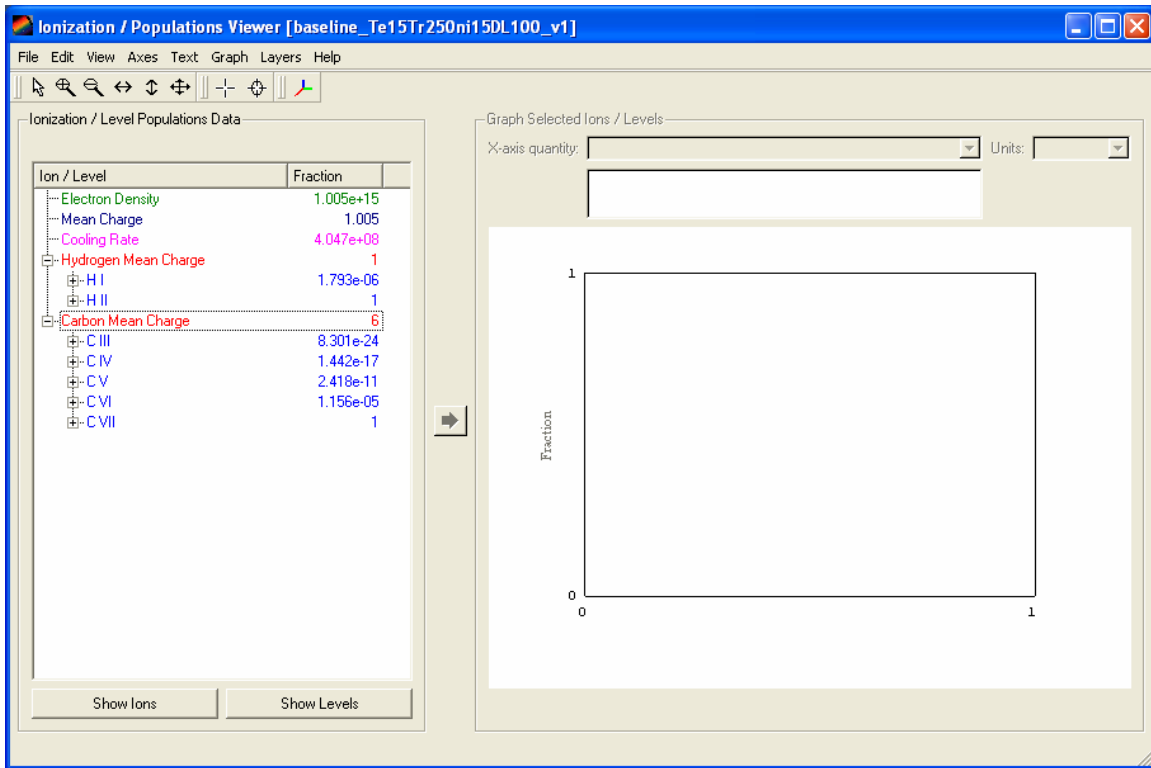 Ionization / Populations Viewer [baseline_Te15Tr250ni15DL100_v1]
File Edit View Axes Text Graph Layers Help
Ionization / Level Populations Data
Ion / Level Fraction
Electron Density 1.005e+15
Mean Charge 1.005
Cooling Rate 4.047e+08
Hydrogen Mean Charge 1
H I 1.793e-06
H II 1
Carbon Mean Charge 6
C III 8.301e-24
C IV 1.442e-17
C V 2.418e-11
C VI 1.156e-05
C VII 1
Show Ions Show Levels
Graph Selected Ions / Levels
X-axis quantity: Units:
1
Fraction
0
0 1